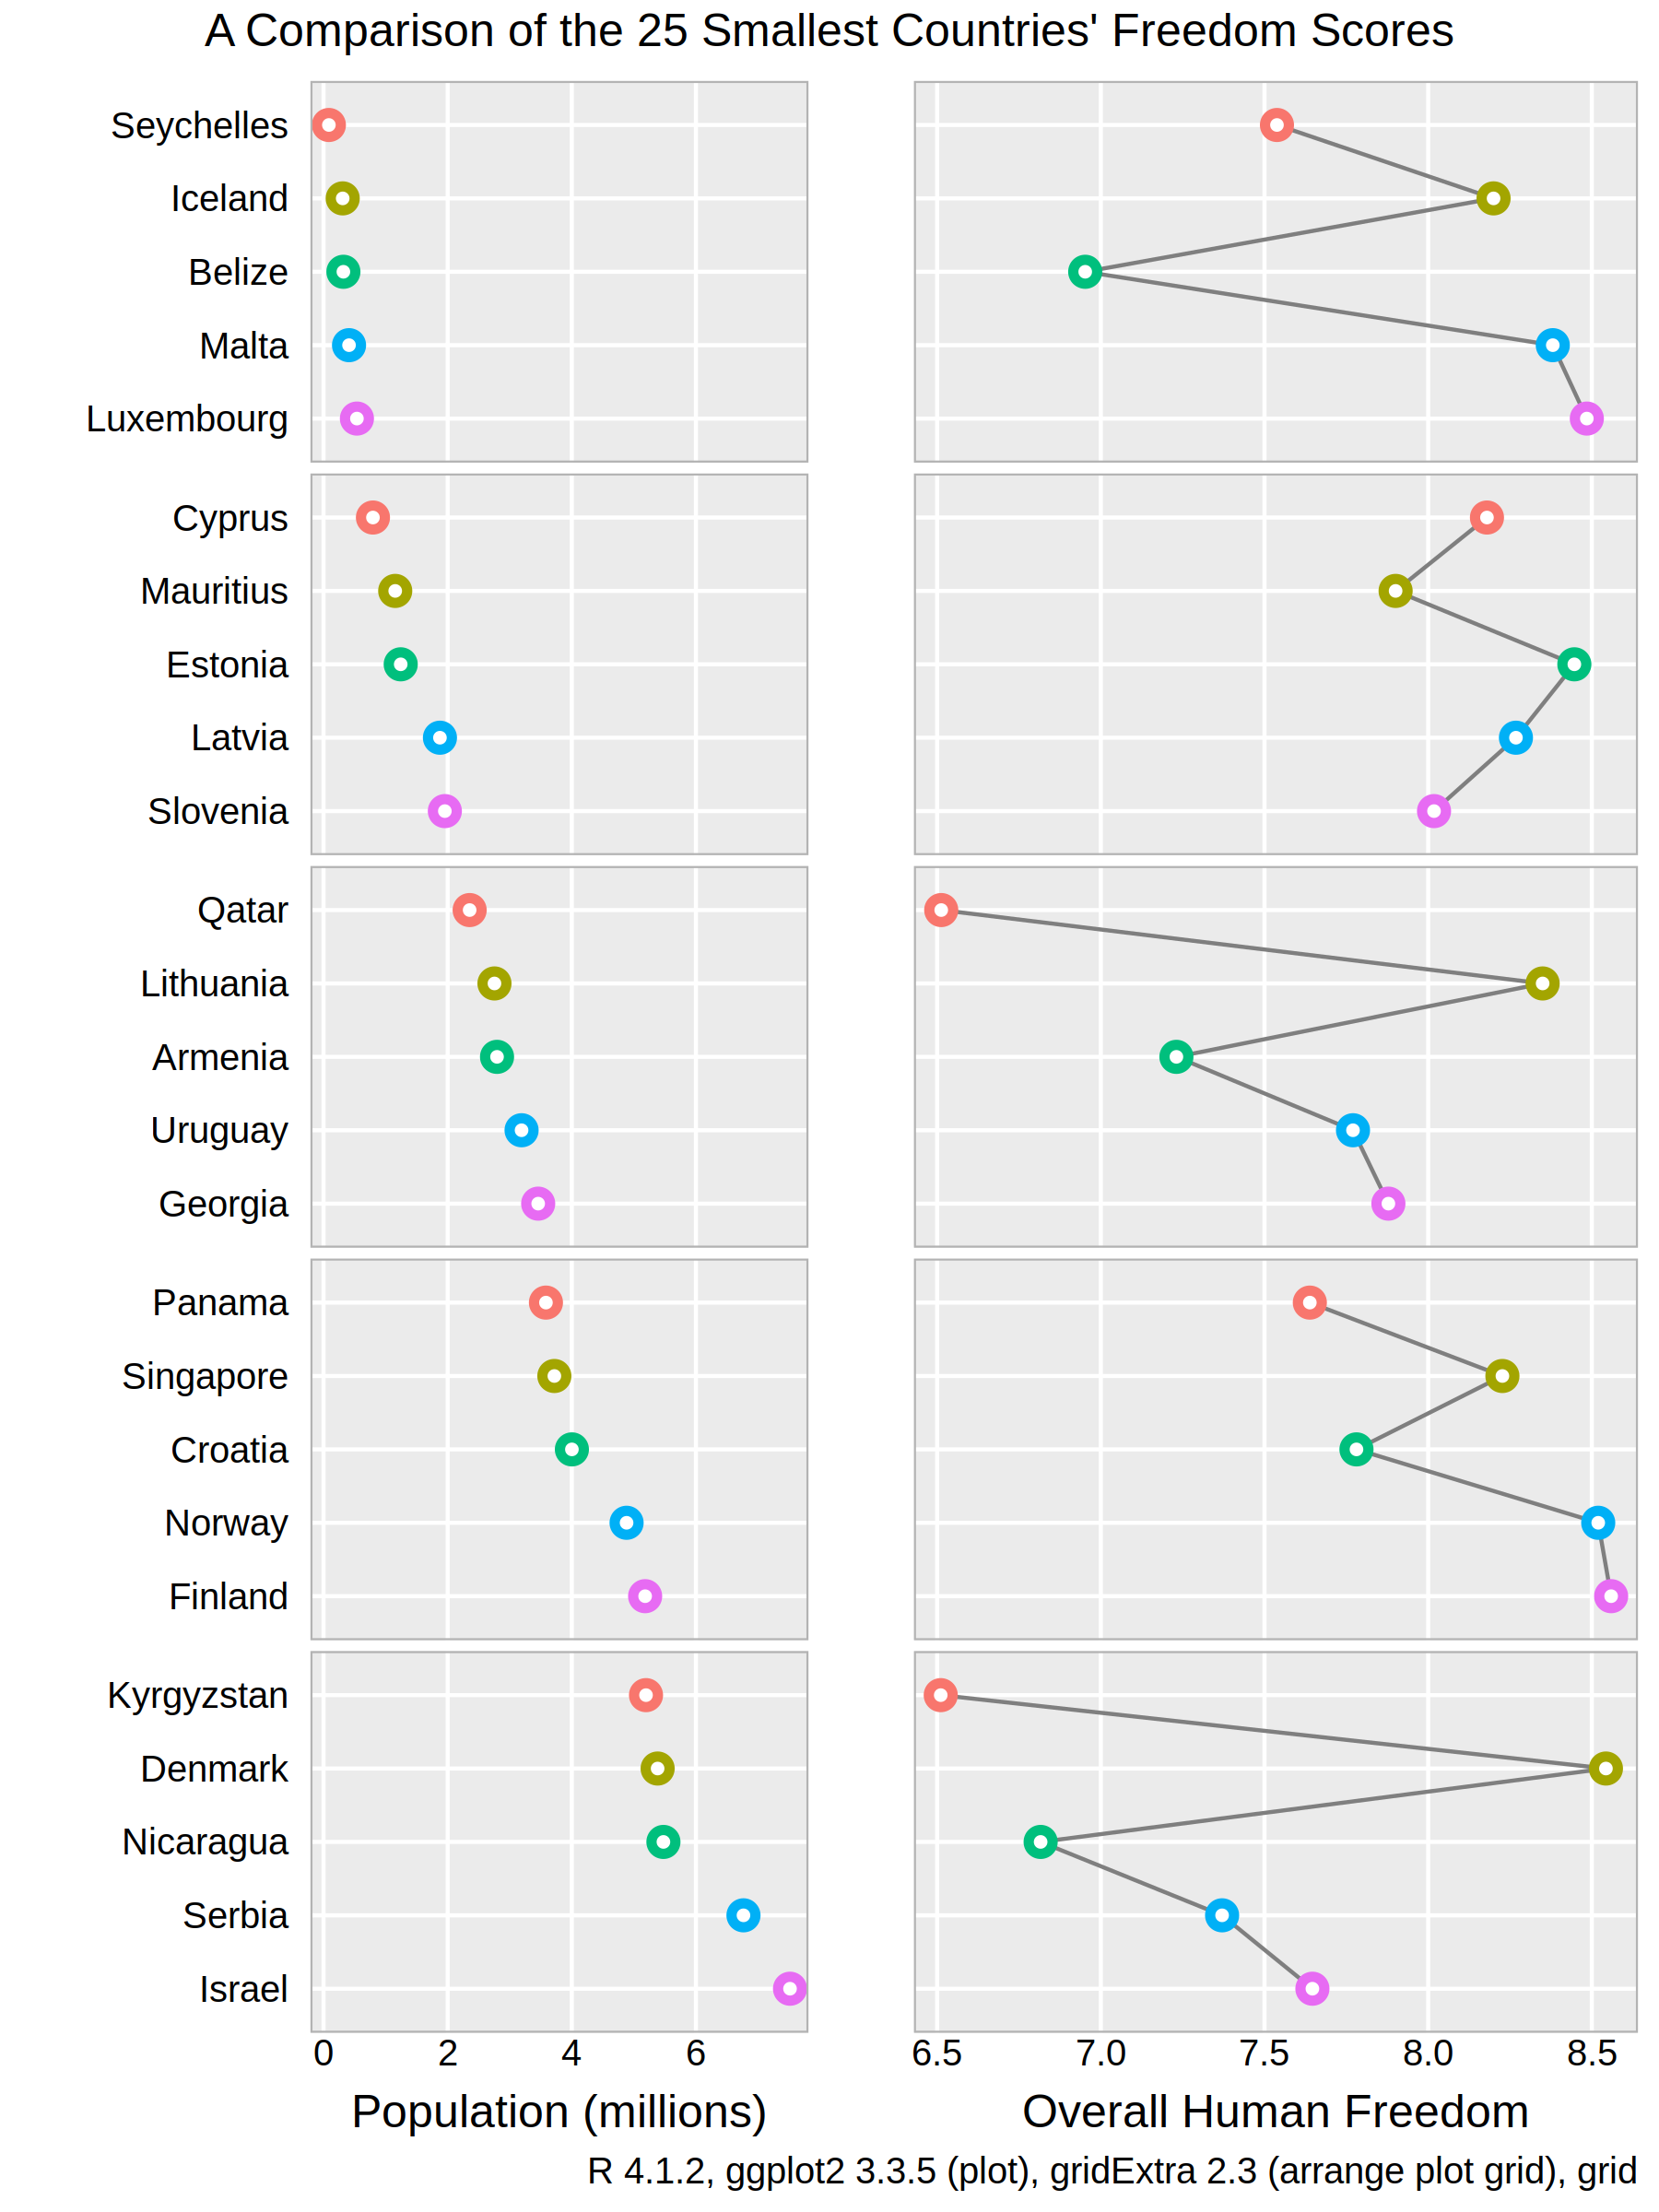 A Comparison of the 25 Smallest Countries' Freedom Scores
Seychelles
Iceland
Belize
Malta
Luxembourg
Cyprus
Mauritius
Estonia
Latvia
Slovenia
Qatar
Lithuania
Armenia
Uruguay
Georgia
Panama
Singapore
Croatia
Norway
Finland
Kyrgyzstan
Denmark
Nicaragua
Serbia
Israel
0 2 4 6 6.5 7.0 7.5 8.0 8.5
Population (millions) Overall Human Freedom
R 4.1.2, ggplot2 3.3.5 (plot), gridExtra 2.3 (arrange plot grid), grid